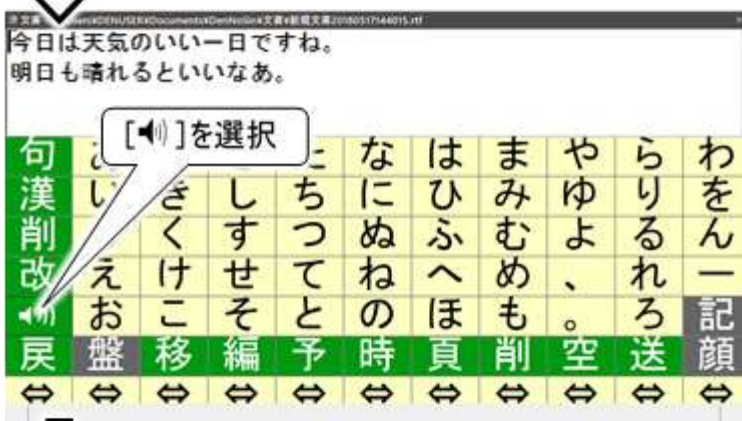 今日は天気のいい一日ですね。
明日も晴れるといいなあ。
[🔊]を選択
句 な は ま や ら わ
漢 し ち に ひ み ゆ り を
削 く す つ ぬ ふ む よ る ん
改 え け せ て ね へ め 、 れ ー
お こ そ と の ほ も 。 ろ 記
戻 盤 移 編 予 時 頁 削 空 送 顔
⇔ ⇔ ⇔ ⇔ ⇔ ⇔ ⇔ ⇔ ⇔ ⇔ ⇔